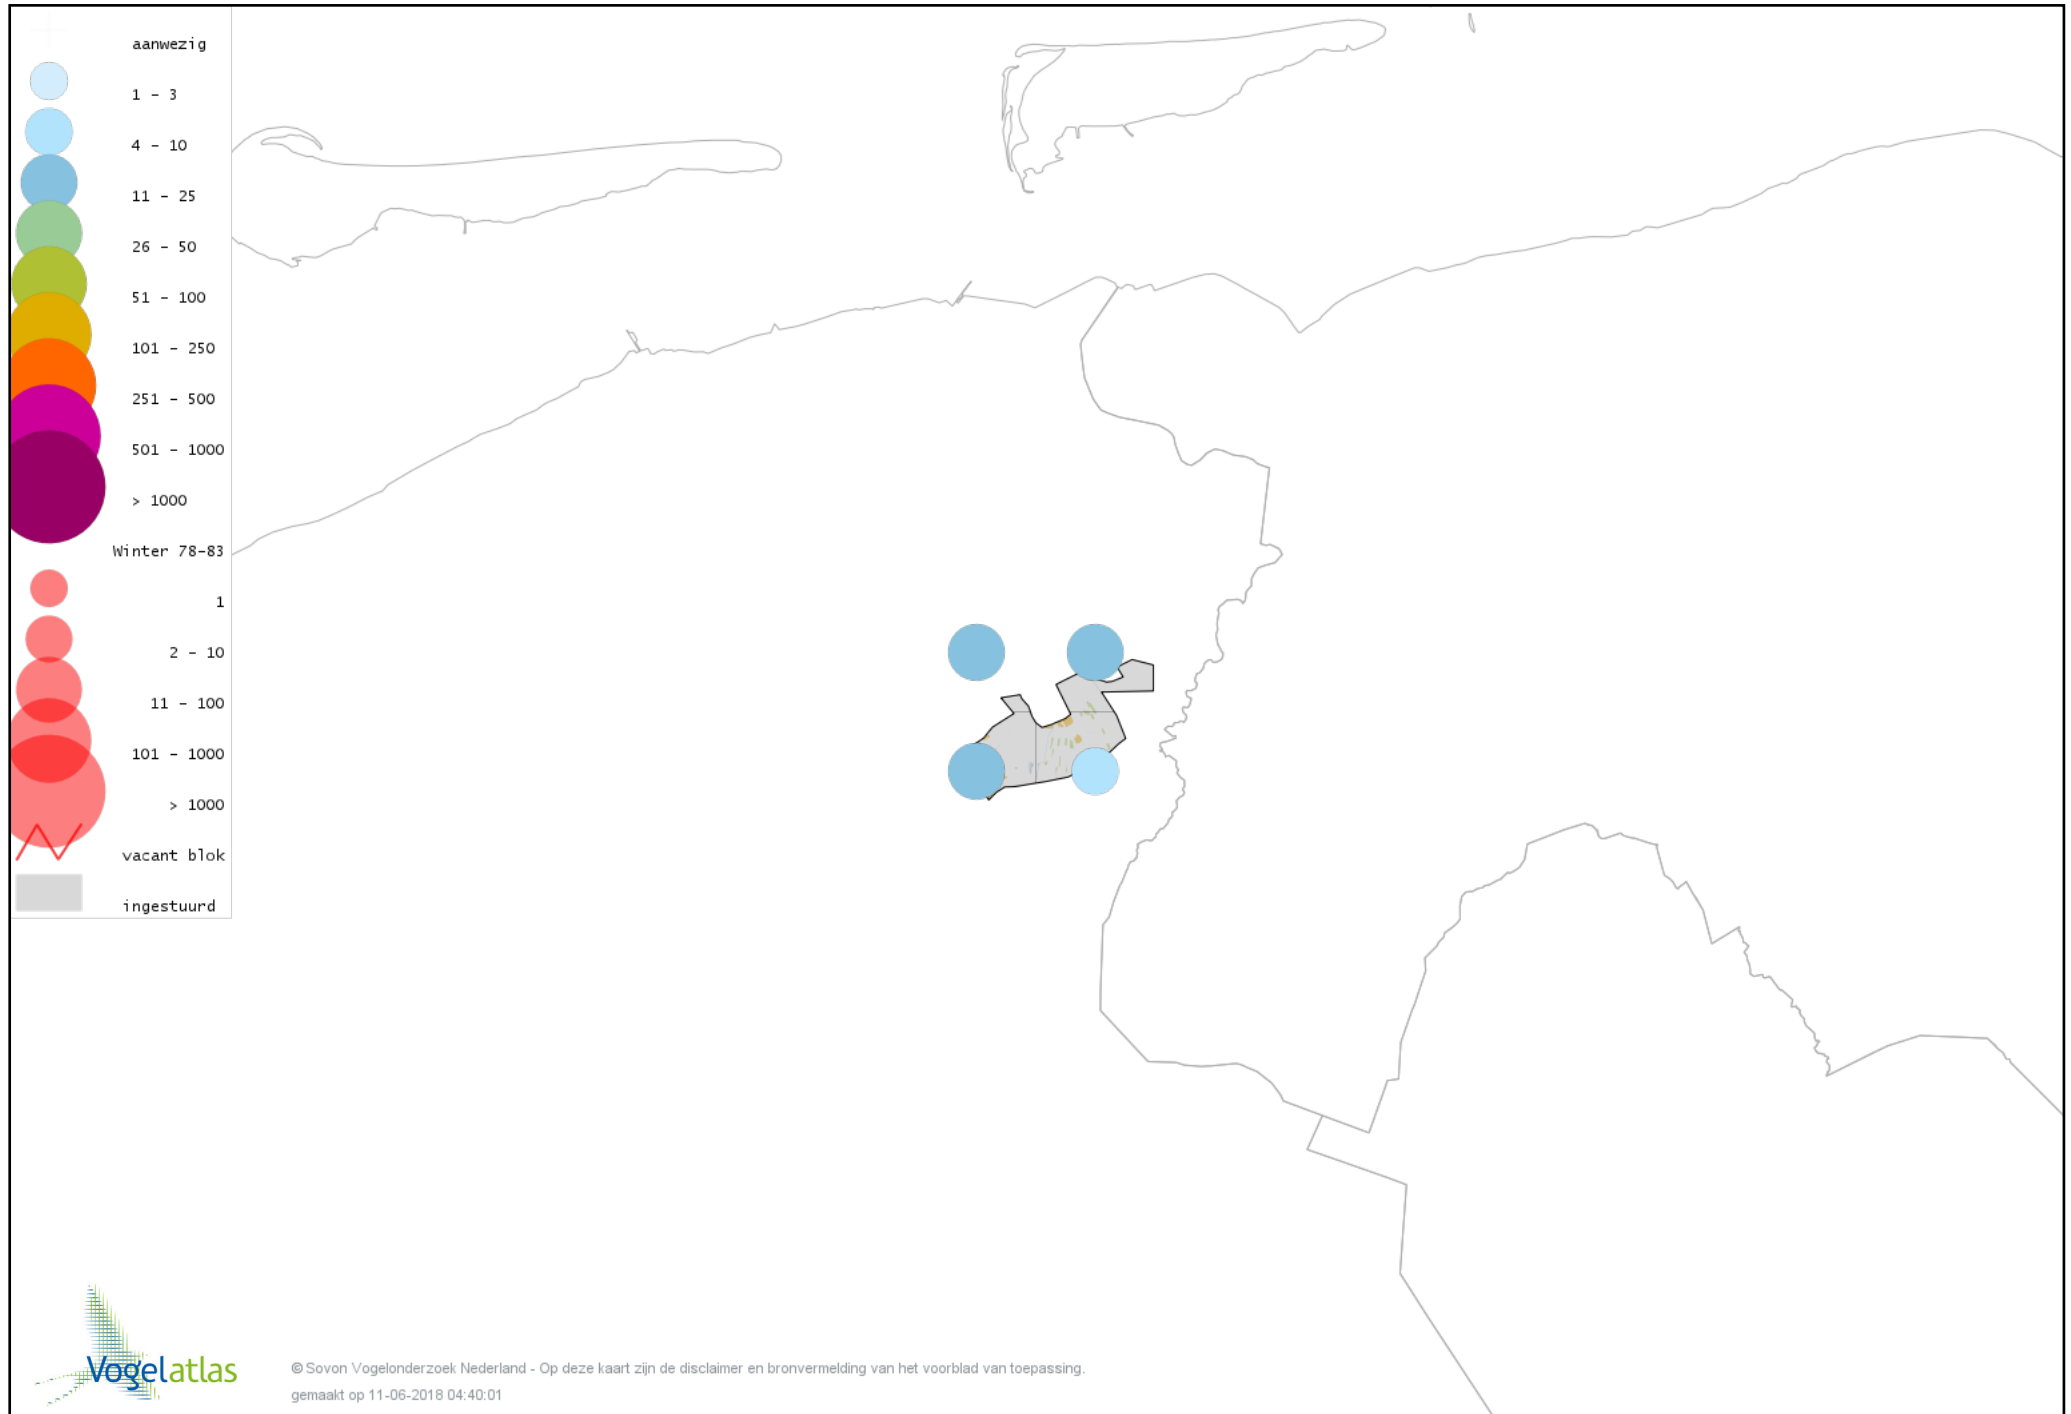 aanwezig
1 - 3
4 - 10
11 - 25
26 - 50
51 - 100
101 - 250
251 - 500
501 - 1000
> 1000
Winter 78-83
1
2 - 10
11 - 100
101 - 1000
> 1000
vacant blok
ingestuurd
Vogelatlas
© Sovon Vogelonderzoek Nederland - Op deze kaart zijn de disclaimer en bronvermelding van het voorblad van toepassing.
gemaakt op 11-06-2018 04:40:01